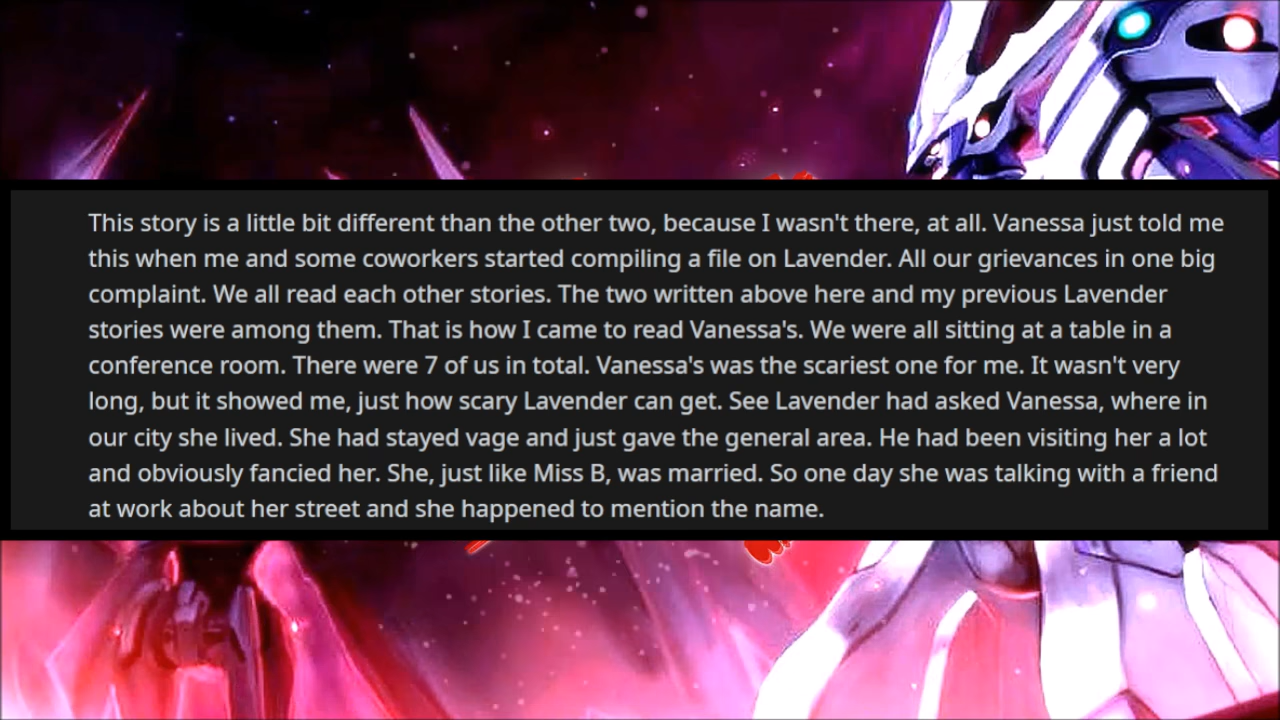 This story is a little bit different than the other two, because I wasn't there, at all. Vanessa just told me
this when me and some coworkers started compiling a file on Lavender. All our grievances in one big
complaint. We all read each other stories. The two written above here and my previous Lavender
stories were among them. That is how I came to read Vanessa's. We were all sitting at a table in a
conference room. There were 7 of us in total. Vanessa's was the scariest one for me. It wasn't very
long, but it showed me, just how scary Lavender can get. See Lavender had asked Vanessa, where in
our city she lived. She had stayed vage and just gave the general area. He had been visiting her a lot
and obviously fancied her. She, just like Miss B, was married. So one day she was talking with a friend
at work about her street and she happened to mention the name.